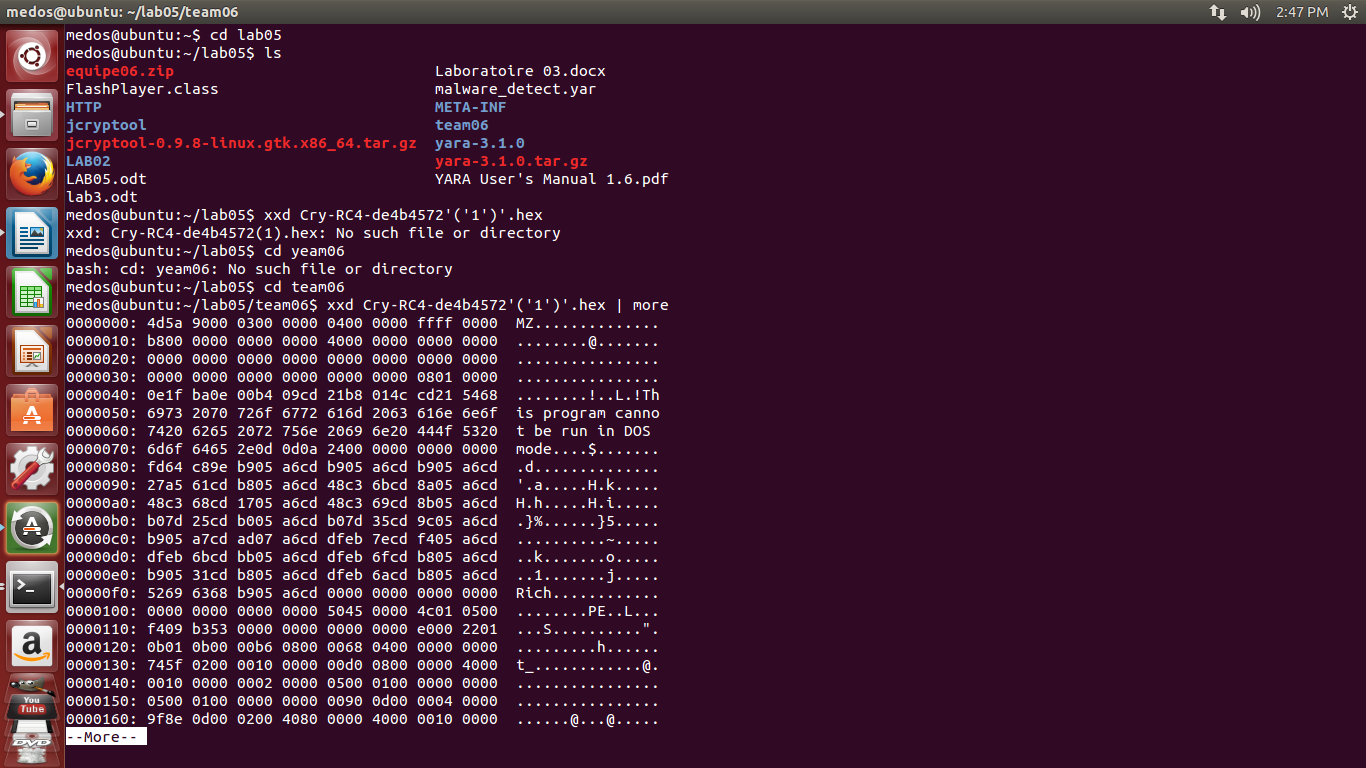 medos@ubuntu: ~/lab05/team06 2:47 PM
medos@ubuntu:~$ cd lab05
medos@ubuntu:~/lab05$ ls
equipe06.zip Laboratoire 03.docx
FlashPlayer.class malware_detect.yar
HTTP META-INF
jcryptool team06
jcryptool-0.9.8-linux.gtk.x86_64.tar.gz yara-3.1.0
LAB02 yara-3.1.0.tar.gz
LAB05.odt YARA User's Manual 1.6.pdf
lab3.odt
medos@ubuntu:~/lab05$ xxd Cry-RC4-de4b4572'('1')'.hex
xxd: Cry-RC4-de4b4572(1).hex: No such file or directory
medos@ubuntu:~/lab05$ cd yeam06
bash: cd: yeam06: No such file or directory
medos@ubuntu:~/lab05$ cd team06
medos@ubuntu:~/lab05/team06$ xxd Cry-RC4-de4b4572'('1')'.hex | more
0000000: 4d5a 9000 0300 0000 0400 0000 ffff 0000  MZ..............
0000010: b800 0000 0000 0000 4000 0000 0000 0000  ........@.......
0000020: 0000 0000 0000 0000 0000 0000 0000 0000  ................
0000030: 0000 0000 0000 0000 0000 0000 0801 0000  ................
0000040: 0e1f ba0e 00b4 09cd 21b8 014c cd21 5468  ........!..L.!Th
0000050: 6973 2070 726f 6772 616d 2063 616e 6e6f  is program canno
0000060: 7420 6265 2072 756e 2069 6e20 444f 5320  t be run in DOS
0000070: 6d6f 6465 2e0d 0d0a 2400 0000 0000 0000  mode....$.......
0000080: fd64 c89e b905 a6cd b905 a6cd b905 a6cd  .d..............
0000090: 27a5 61cd b805 a6cd 48c3 6bcd 8a05 a6cd  '.a.....H.k.....
00000a0: 48c3 68cd 1705 a6cd 48c3 69cd 8b05 a6cd  H.h.....H.i.....
00000b0: b07d 25cd b005 a6cd b07d 35cd 9c05 a6cd  .}%......}5.....
00000c0: b905 a7cd ad07 a6cd dfeb 7ecd f405 a6cd  ..........~.....
00000d0: dfeb 6bcd bb05 a6cd dfeb 6fcd b805 a6cd  ..k.......o.....
00000e0: b905 31cd b805 a6cd dfeb 6acd b805 a6cd  ..1.......j.....
00000f0: 5269 6368 b905 a6cd 0000 0000 0000 0000  Rich............
0000100: 0000 0000 0000 0000 5045 0000 4c01 0500  ........PE..L...
0000110: f409 b353 0000 0000 0000 0000 e000 2201  ...S..........".
0000120: 0b01 0b00 00b6 0800 0068 0400 0000 0000  .........h......
0000130: 745f 0200 0010 0000 00d0 0800 0000 4000  t_............@.
0000140: 0010 0000 0002 0000 0500 0100 0000 0000  ................
0000150: 0500 0100 0000 0000 0090 0d00 0004 0000  ................
0000160: 9f8e 0d00 0200 4080 0000 4000 0010 0000  ......@...@.....
--More--
You
Tube
DVD